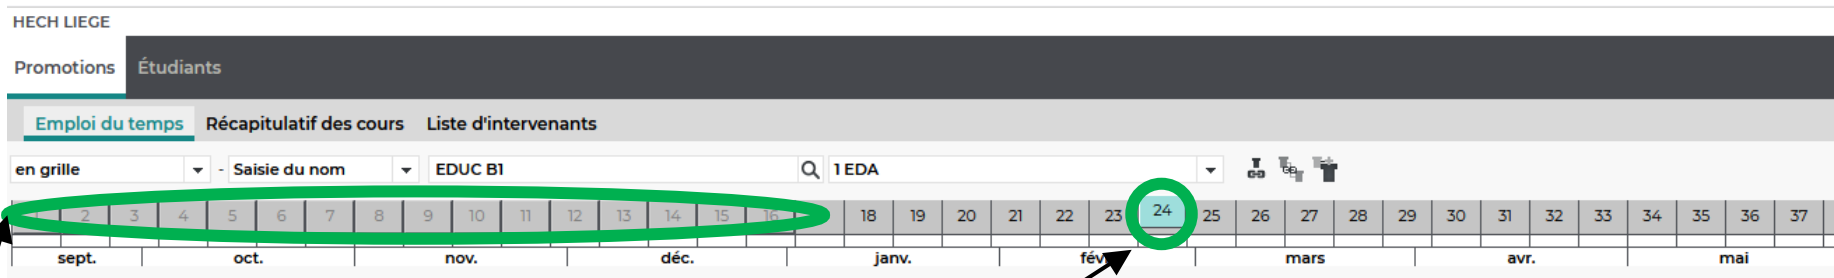 HECH LIEGE
Promotions Étudiants
Emploi du temps Récapitulatif des cours Liste d'intervenants
en grille - Saisie du nom EDUC B1 1 EDA
2 3 4 5 6 7 8 9 10 11 12 13 14 15 16 18 19 20 21 22 23 24 25 26 27 28 29 30 31 32 33 34 35 36 37
sept. oct. nov. déc. janv. mars avr. mai